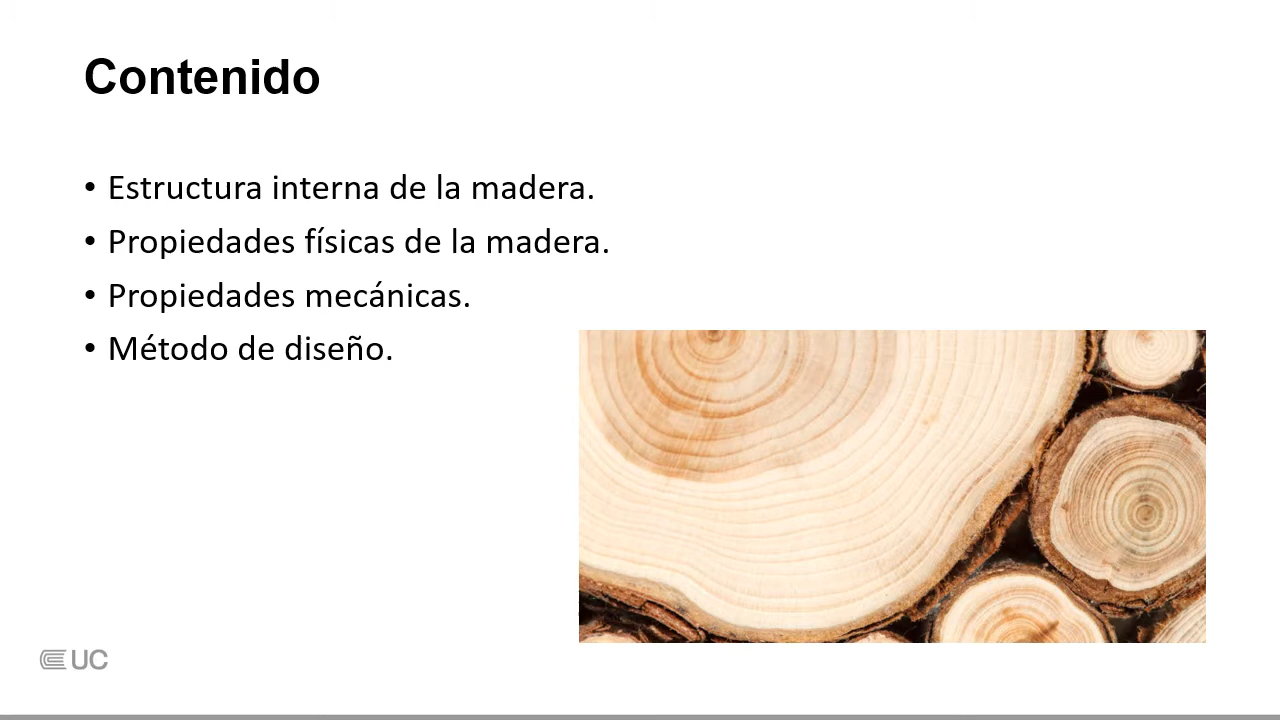 Contenido
• Estructura interna de la madera.
• Propiedades físicas de la madera.
• Propiedades mecánicas.
• Método de diseño.
UC